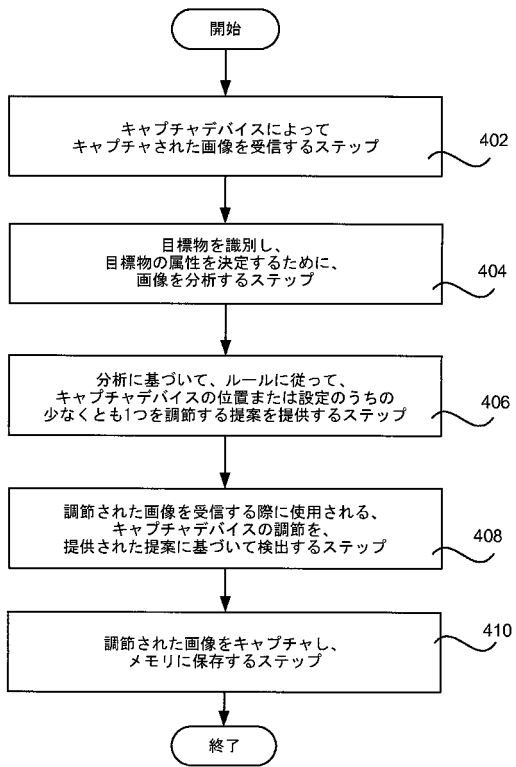 開始
キャプチャデバイスによって
キャプチャされた画像を受信するステップ
402
目標物を識別し、
目標物の属性を決定するために、
画像を分析するステップ
404
分析に基づいて、ルールに従って、
キャプチャデバイスの位置または設定のうちの
少なくとも1つを調節する提案を提供するステップ
406
調節された画像を受信する際に使用される、
キャプチャデバイスの調節を、
提供された提案に基づいて検出するステップ
408
調節された画像をキャプチャし、
メモリに保存するステップ
410
終了